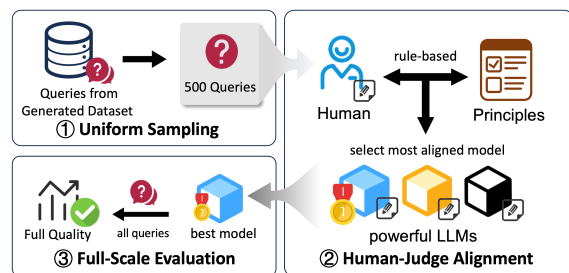 Queries from
Generated Dataset
500 Queries
① Uniform Sampling
rule-based
Human
Principles
select most aligned model
powerful LLMs
② Human-Judge Alignment
Full Quality
all queries
best model
③ Full-Scale Evaluation